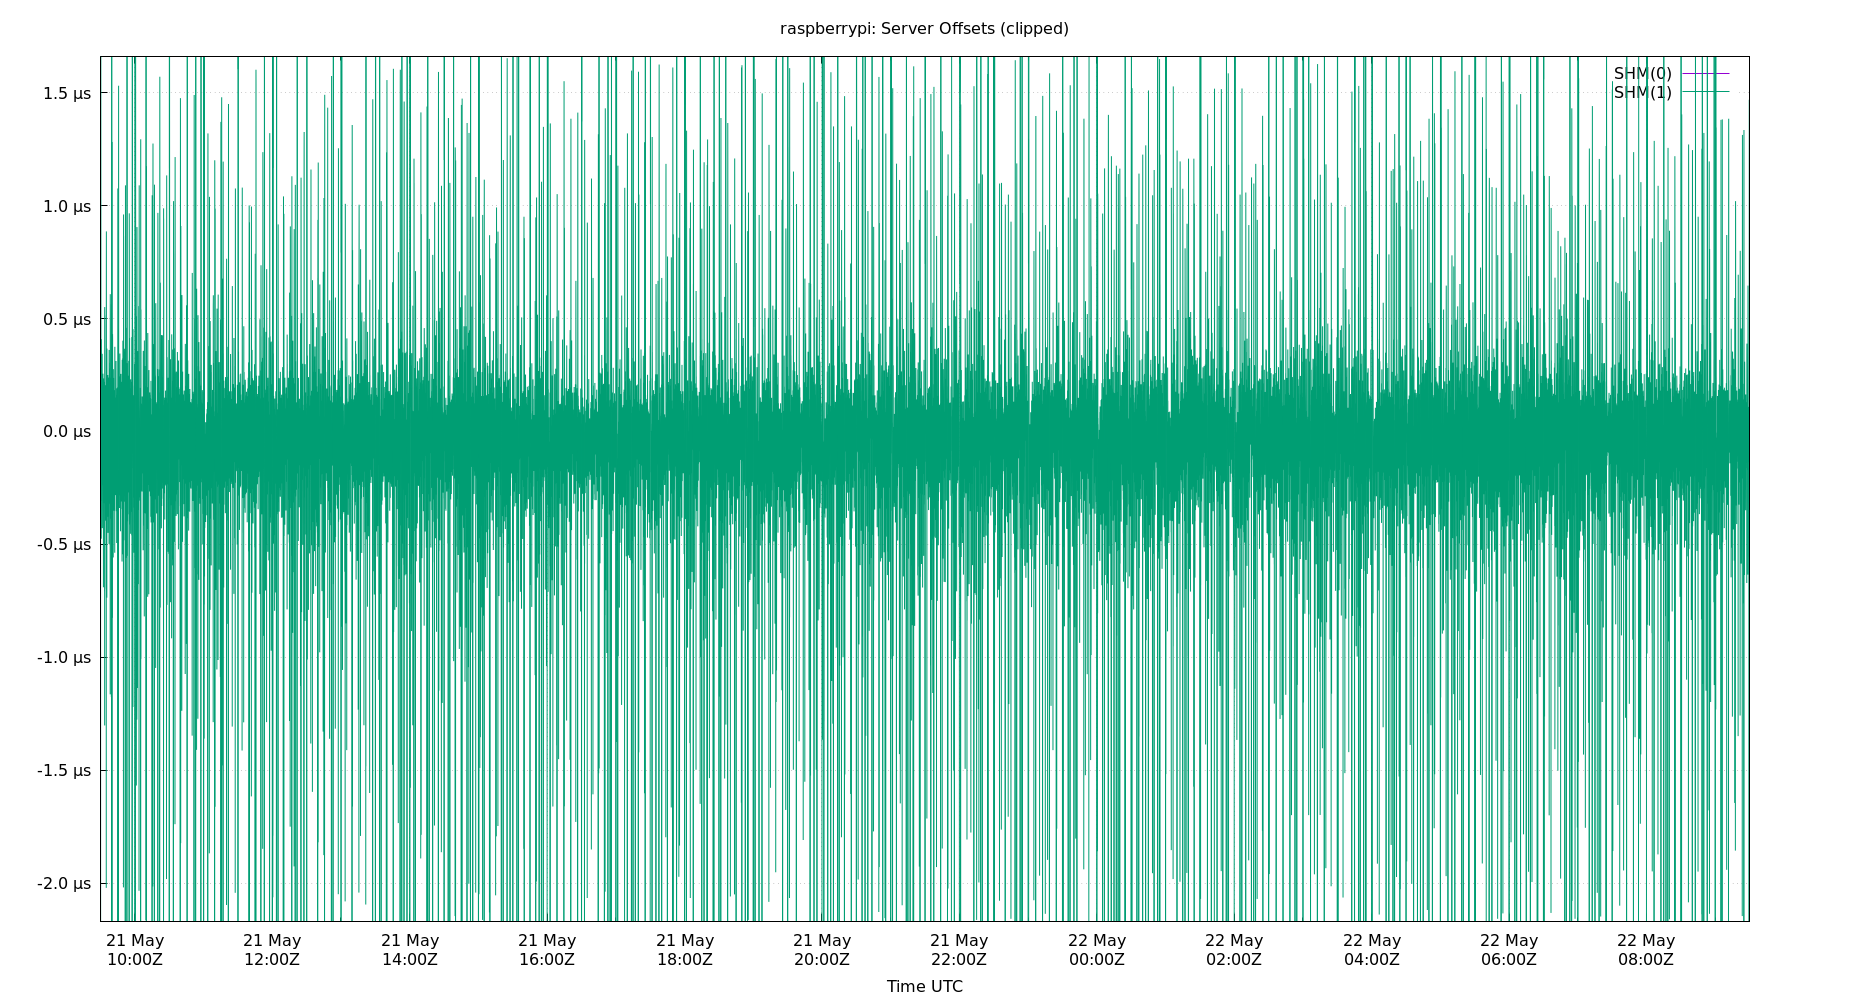 raspberrypi: Server Offsets (clipped)
SHM(0)
SHM(1)
1.5 µs
1.0 µs
0.5 µs
0.0 µs
-0.5 µs
-1.0 µs
-1.5 µs
-2.0 µs
21 May 21 May 21 May 21 May 21 May 21 May 21 May 22 May 22 May 22 May 22 May 22 May
10:00Z 12:00Z 14:00Z 16:00Z 18:00Z 20:00Z 22:00Z 00:00Z 02:00Z 04:00Z 06:00Z 08:00Z
Time UTC